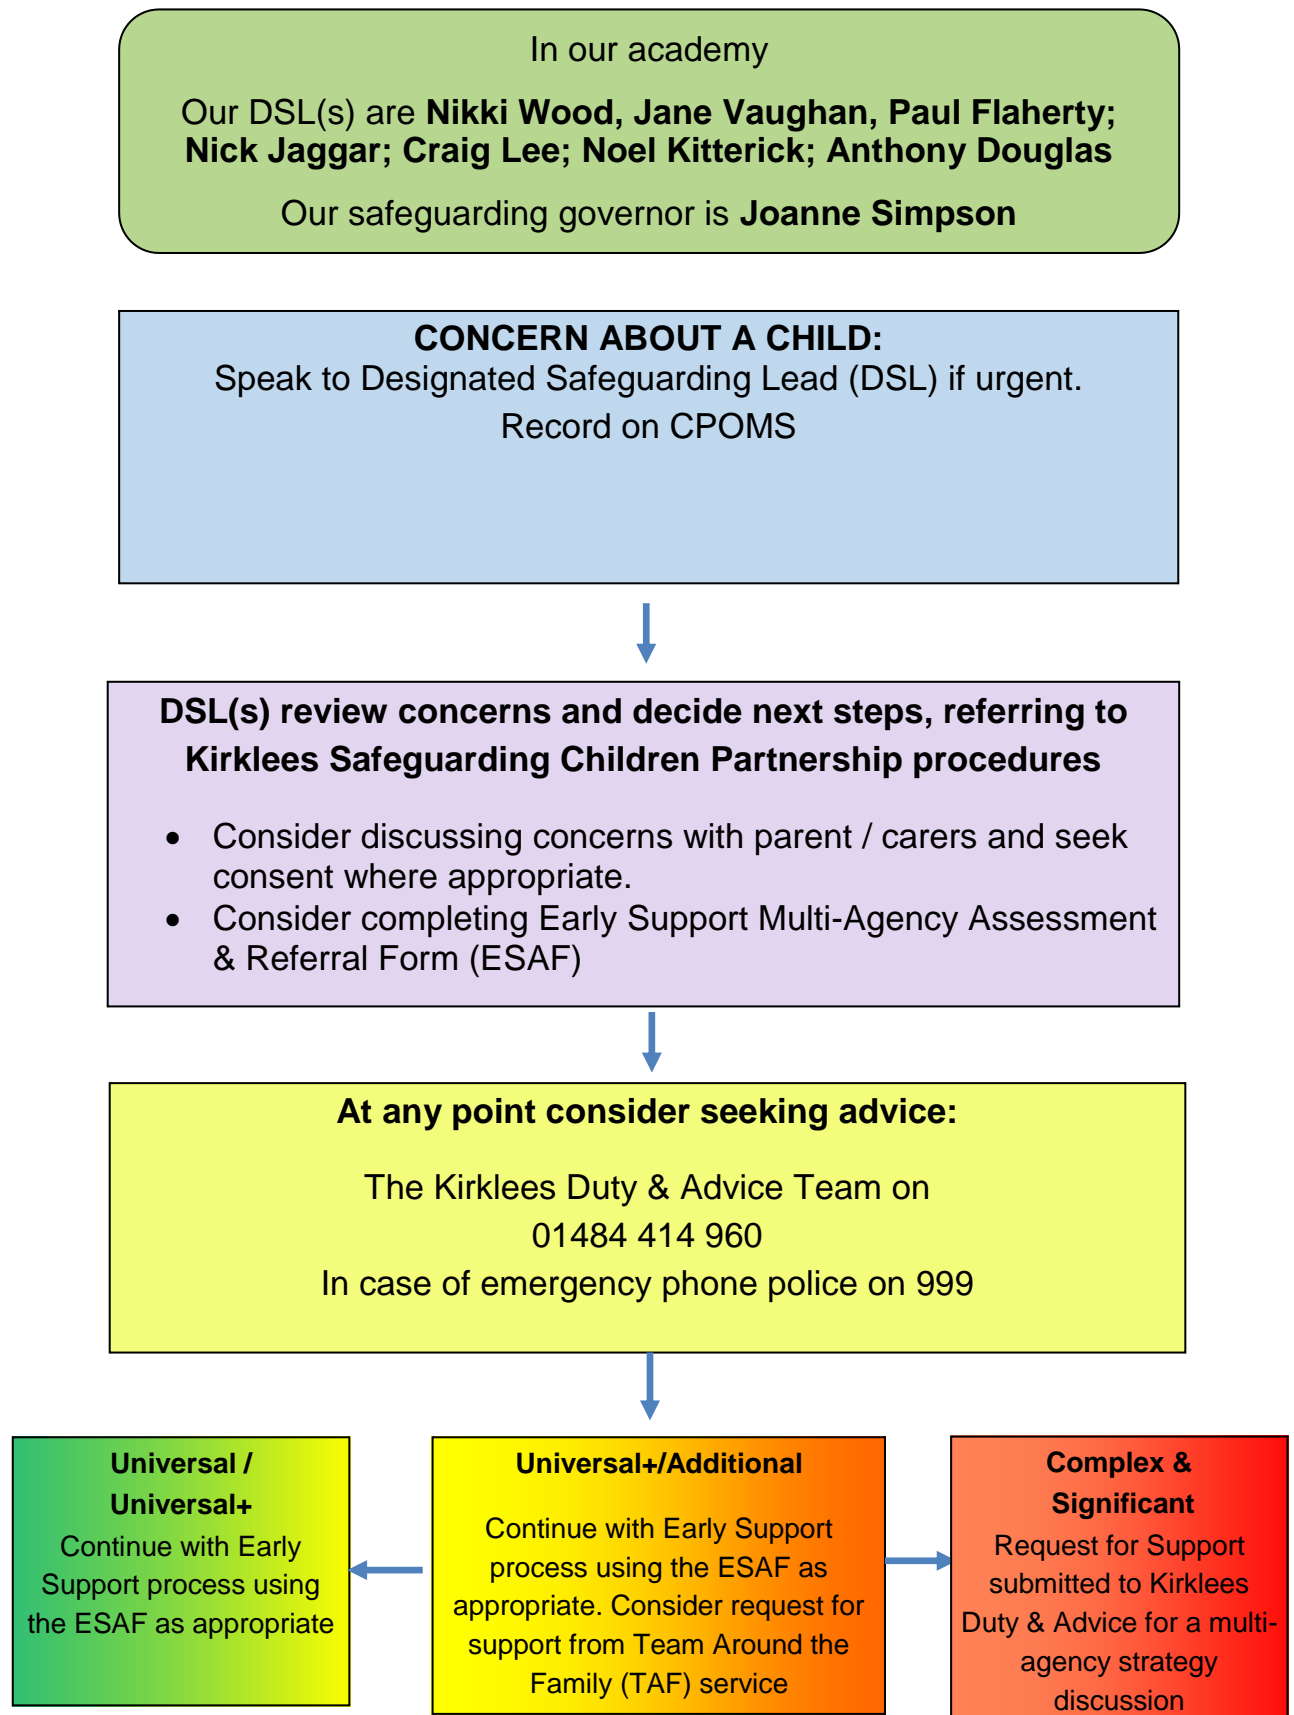 In our academy
Our DSL(s) are Nikki Wood, Jane Vaughan, Paul Flaherty;
Nick Jaggar; Craig Lee; Noel Kitterick; Anthony Douglas
Our safeguarding governor is Joanne Simpson
CONCERN ABOUT A CHILD:
Speak to Designated Safeguarding Lead (DSL) if urgent.
Record on CPOMS
DSL(s) review concerns and decide next steps, referring to
Kirklees Safeguarding Children Partnership procedures
• Consider discussing concerns with parent / carers and seek
consent where appropriate.
• Consider completing Early Support Multi-Agency Assessment
& Referral Form (ESAF)
At any point consider seeking advice:
The Kirklees Duty & Advice Team on
01484 414 960
In case of emergency phone police on 999
Universal /
Universal+
Continue with Early
Support process using
the ESAF as appropriate
Universal+/Additional
Continue with Early Support
process using the ESAF as
appropriate. Consider request for
support from Team Around the
Family (TAF) service
Complex &
Significant
Request for Support
submitted to Kirklees
Duty & Advice for a multi-
agency strategy
discussion